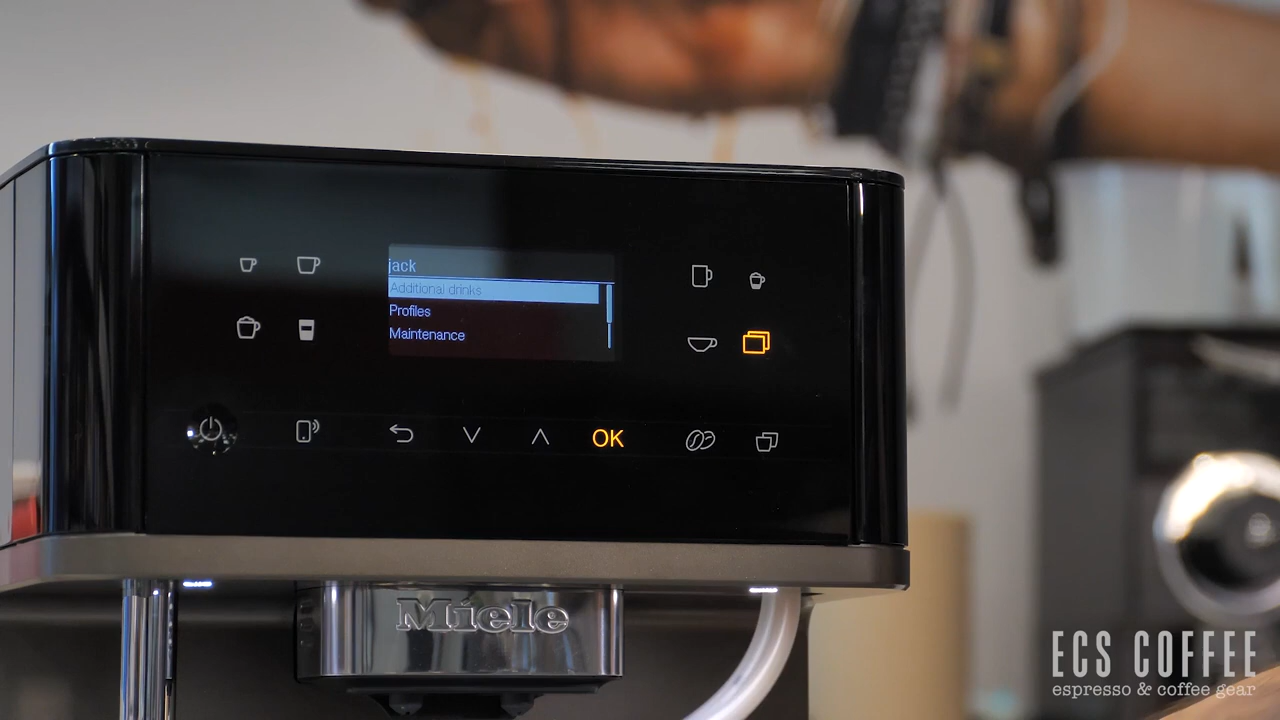 jack
Additional drinks
Profiles
Maintenance
OK
Miele
ECS COFFEE
espresso & coffee gear